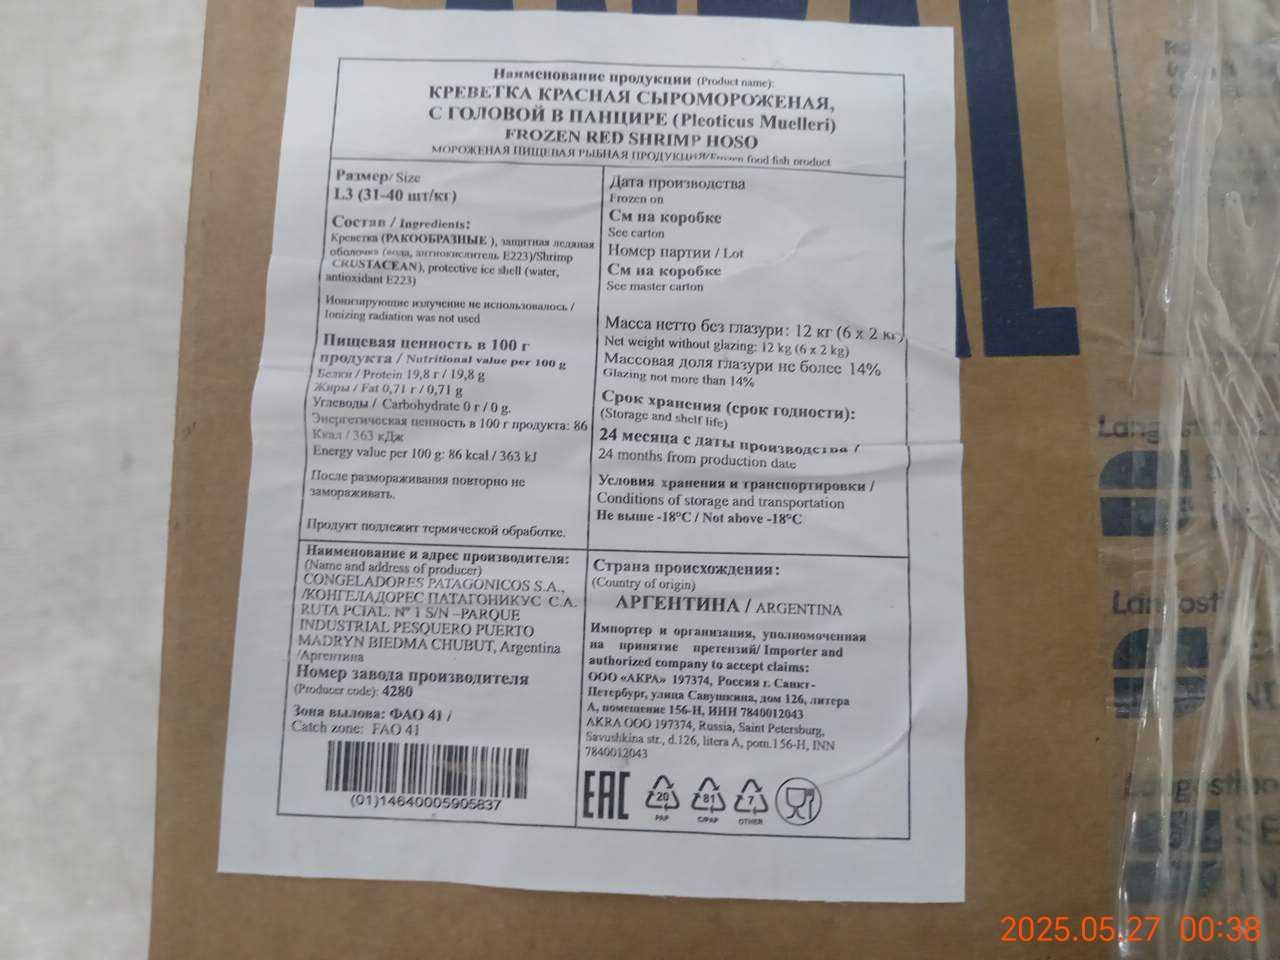 Наименование продукции (Product name):
КРЕВЕТКА КРАСНАЯ СЫРОМОРОЖЕНАЯ,
С ГОЛОВОЙ В ПАНЦИРЕ (Pleoticus Muelleri)
FROZEN RED SHRIMP HOSO
МОРОЖЕНАЯ ПИЩЕВАЯ РЫБНАЯ ПРОДУКЦИЯ/Frozen food fish product
Размер/ Size
L3 (31-40 шт/кг)
Состав / Ingredients:
Креветка (РАКООБРАЗНЫЕ ), защитная ледяная
оболочка (вода, антиокислитель Е223)/Shrimp
CRUSTACEAN), protective ice shell (water,
antioxidant E223)
Ионизирующие излучение не использовалось /
Ionizing radiation was not used
Пищевая ценность в 100 г
продукта / Nutritional value per 100 g
Белки / Protein 19,8 г / 19,8 g
Жиры / Fat 0,71 г / 0,71 g
Углеводы / Carbohydrate 0 г / 0 g.
Энергетическая ценность в 100 г продукта: 86
Ккал / 363 кДж
Energy value per 100 g: 86 kcal / 363 kJ
После размораживания повторно не
замораживать.
Продукт подлежит термической обработке.
Дата производства
Frozen on
См на коробке
See carton
Номер партии / Lot
См на коробке
See master carton
Масса нетто без глазури: 12 кг (6 х 2 кг)
Net weight without glazing: 12 kg (6 x 2 kg)
Массовая доля глазури не более 14%
Glazing not more than 14%
Срок хранения (срок годности):
(Storage and shelf life)
24 месяца с даты производства /
24 months from production date
Условия хранения и транспортировки /
Conditions of storage and transportation
Не выше -18°C / Not above -18°C
Наименование и адрес производителя:
(Name and address of producer)
CONGELADORES PATAGONICOS S.A.,
/КОНГЕЛАДОРЕС ПАТАГОНИКУС С.А.
RUTA PCIAL. N° 1 S/N –PARQUE
INDUSTRIAL PESQUERO PUERTO
MADRYN BIEDMA CHUBUT, Argentina
/Аргентина
Номер завода производителя
(Producer code): 4280
Зона вылова: ФАО 41 /
Catch zone: FAO 41
(01)14640005905837
Страна происхождения:
(Country of origin)
АРГЕНТИНА / ARGENTINA
Импортер и организация, уполномоченная
на принятие претензий/ Importer and
authorized company to accept claims:
ООО «АКРА» 197374, Россия г. Санкт-
Петербург, улица Савушкина, дом 126, литера
А, помещение 156-Н, ИНН 7840012043
AKRA OOO 197374, Russia, Saint Petersburg,
Savushkina str., d.126, litera A, pom.156-H, INN
7840012043
EAC
20
PAP
81
C/PAP
7
OTHER
2025.05.27 00:38